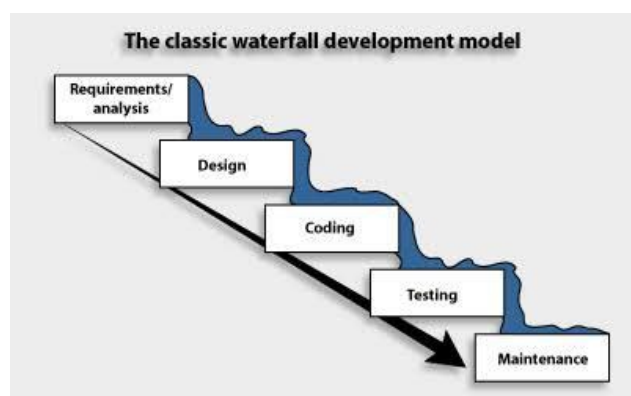 The classic waterfall development model
Requirements/
analysis
Design
Coding
Testing
Maintenance